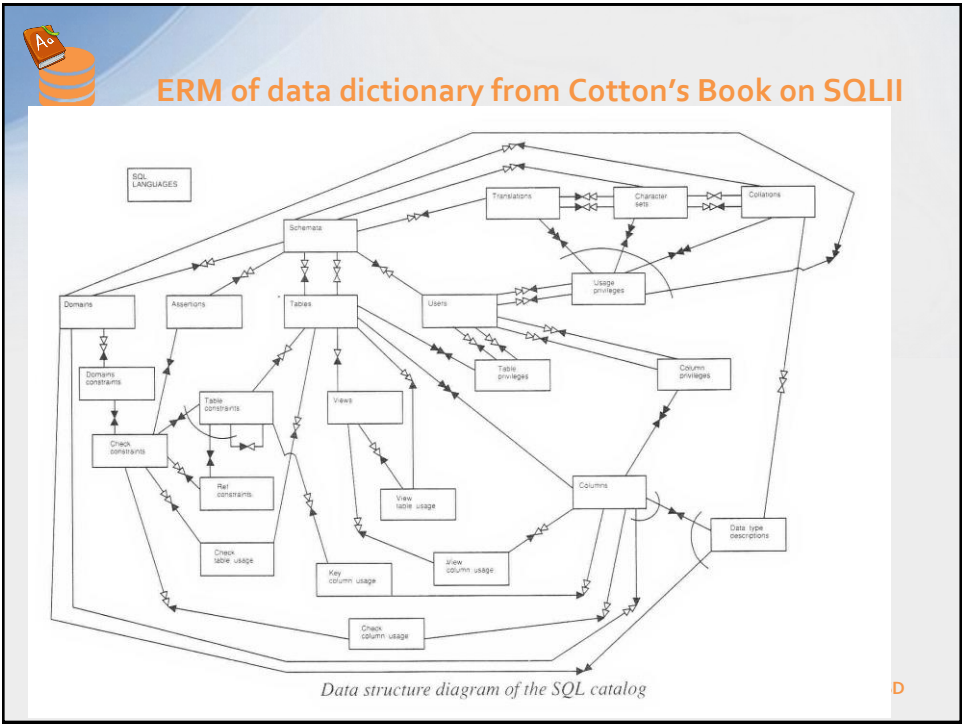 Aa
ERM of data dictionary from Cotton’s Book on SQLII
SQL
LANGUAGES
Translations
Character
sets
Collations
Schemata
Usage
privileges
Domains
Assertions
Tables
Users
Table
privileges
Column
privileges
Domains
constraints
Table
constraints
Views
Check
constraints
Ref
constraints
View
table usage
Columns
Data type
descriptions
Check
table usage
View
column usage
Key
column usage
Check
column usage
Data structure diagram of the SQL catalog
D